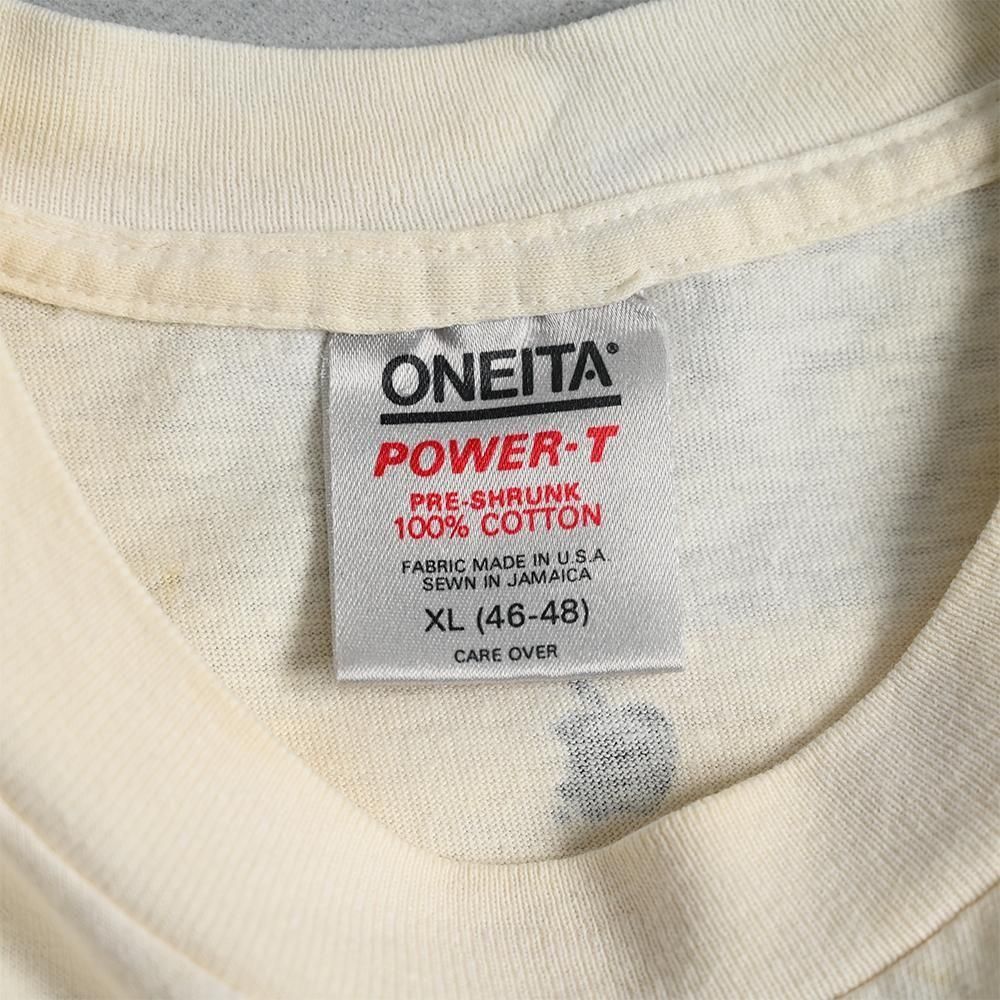 ONEITA®
POWER-T
PRE-SHRUNK
100% COTTON
FABRIC MADE IN U.S.A.
SEWN IN JAMAICA
XL (46-48)
CARE OVER